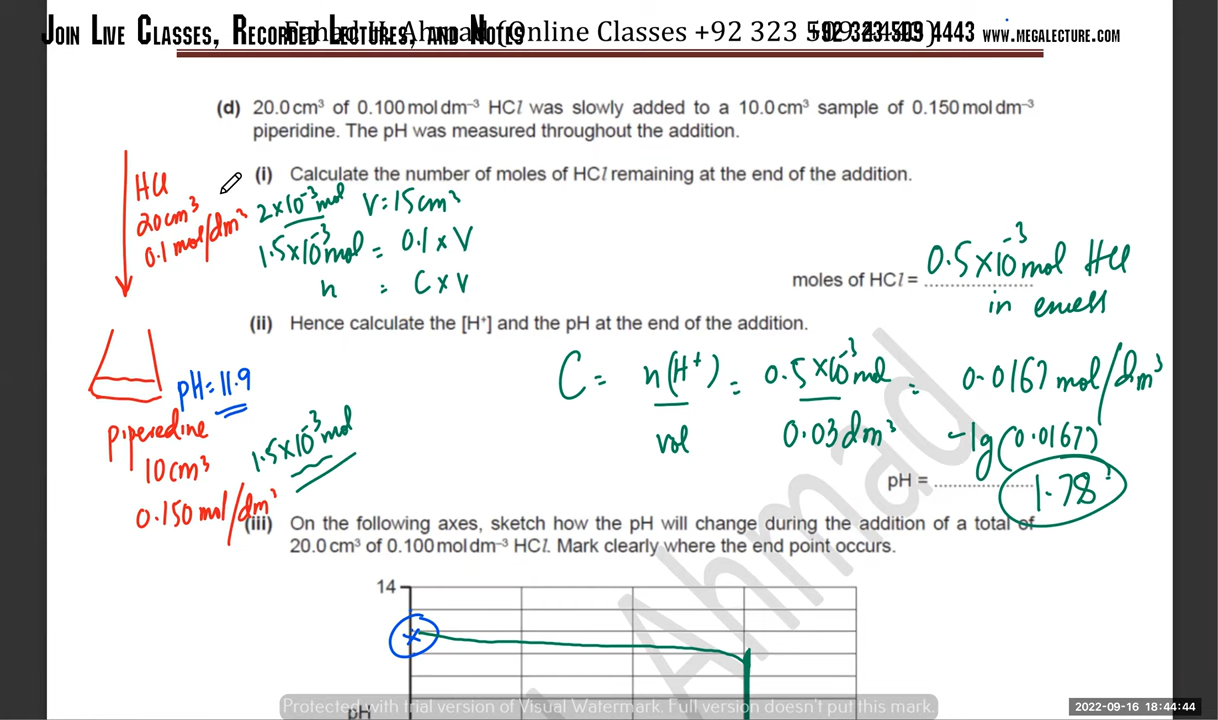 JOIN LIVE CLASSES, RECORDED LECTURES, AND NOTES
Fahad H. Ahmad (Online Classes +92 323 509 4443)
+92 323 509 4443 www.megalecture.com
(d) 20.0 cm³ of 0.100 mol dm⁻³ HCl was slowly added to a 10.0 cm³ sample of 0.150 mol dm⁻³
piperidine. The pH was measured throughout the addition.
(i) Calculate the number of moles of HCl remaining at the end of the addition.
HCl
20cm³
0.1 mol/dm³
2×10⁻³ mol V=15cm³
1.5×10⁻³ mol = 0.1 × V
n = C × V
moles of HCl = ....................
0.5×10⁻³ mol HCl
in excess
(ii) Hence calculate the [H⁺] and the pH at the end of the addition.
pH=11.9
piperedine
10cm³
0.150 mol/dm³
1.5×10⁻³ mol
C = n(H⁺) = 0.5×10⁻³ mol = 0.0167 mol/dm³
vol 0.03dm³
-lg(0.0167)
pH = .................... 1.78
(iii) On the following axes, sketch how the pH will change during the addition of a total of
20.0 cm³ of 0.100 mol dm⁻³ HCl. Mark clearly where the end point occurs.
14
pH
Ahmad
Protected with trial version of Visual Watermark. Full version doesn't put this mark.
2022-09-16 18:44:44